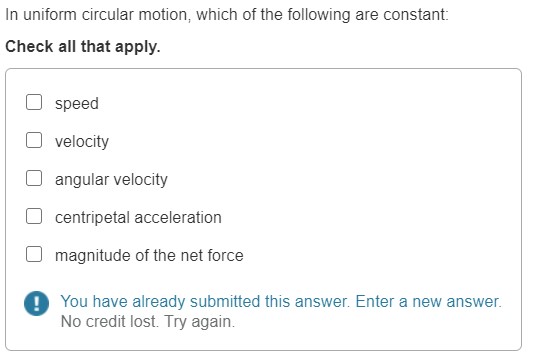 In uniform circular motion, which of the following are constant:
Check all that apply.
speed
velocity
angular velocity
centripetal acceleration
magnitude of the net force
You have already submitted this answer. Enter a new answer.
No credit lost. Try again.